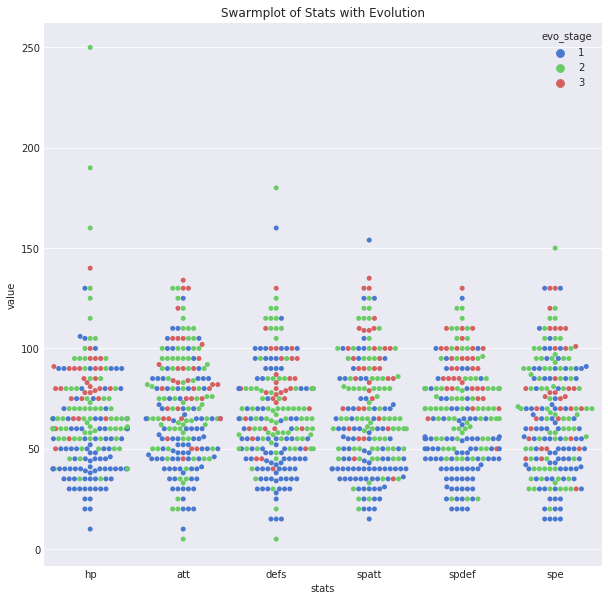 Swarmplot of Stats with Evolution
evo_stage
1
2
3
250
200
150
100
50
0
value
hp att defs spatt spdef spe
stats